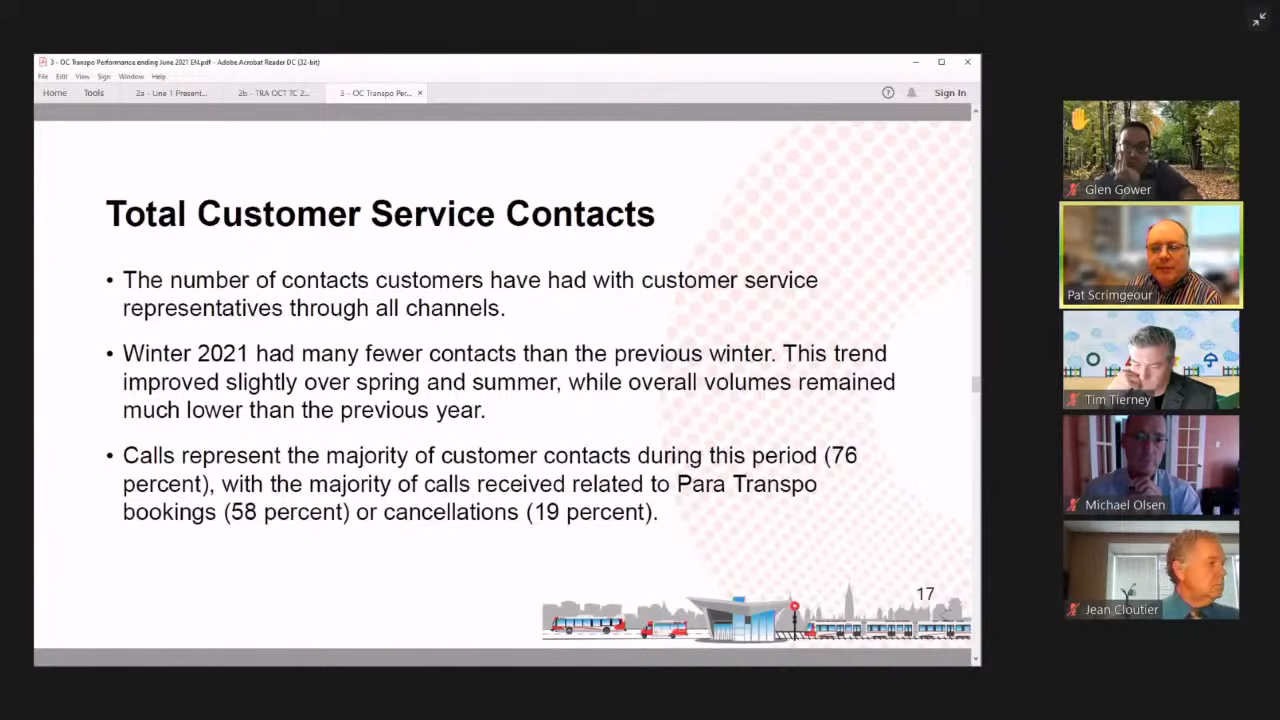 3 - OC Transpo Performance ending June 2021 EN.pdf - Adobe Acrobat Reader DC (32-bit)
File Edit View Sign Window Help
Home Tools 2a - Line 1 Present... 2b - TRA OCT TC 2... 3 - OC Transpo Per... × Sign In
Total Customer Service Contacts
• The number of contacts customers have had with customer service
representatives through all channels.
• Winter 2021 had many fewer contacts than the previous winter. This trend
improved slightly over spring and summer, while overall volumes remained
much lower than the previous year.
• Calls represent the majority of customer contacts during this period (76
percent), with the majority of calls received related to Para Transpo
bookings (58 percent) or cancellations (19 percent).
17
Glen Gower
Pat Scrimgeour
Tim Tierney
Michael Olsen
Jean Cloutier